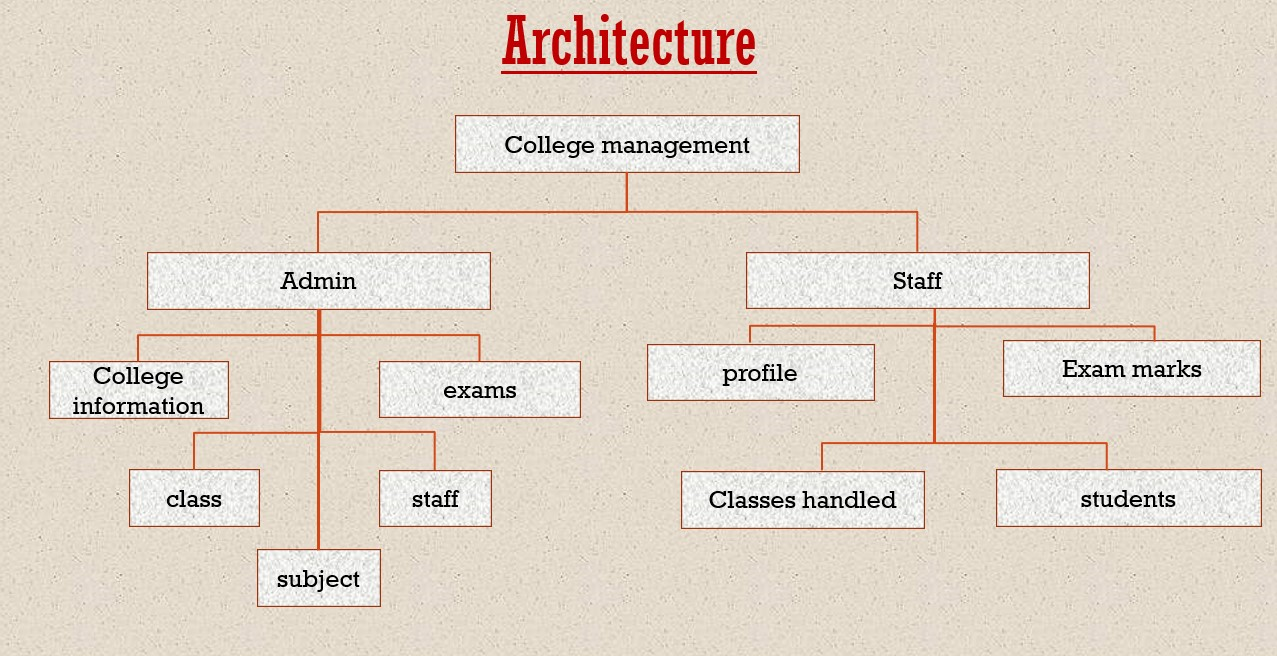 Architecture
College management
Admin
Staff
College
information
exams
profile
Exam marks
class
staff
Classes handled
students
subject